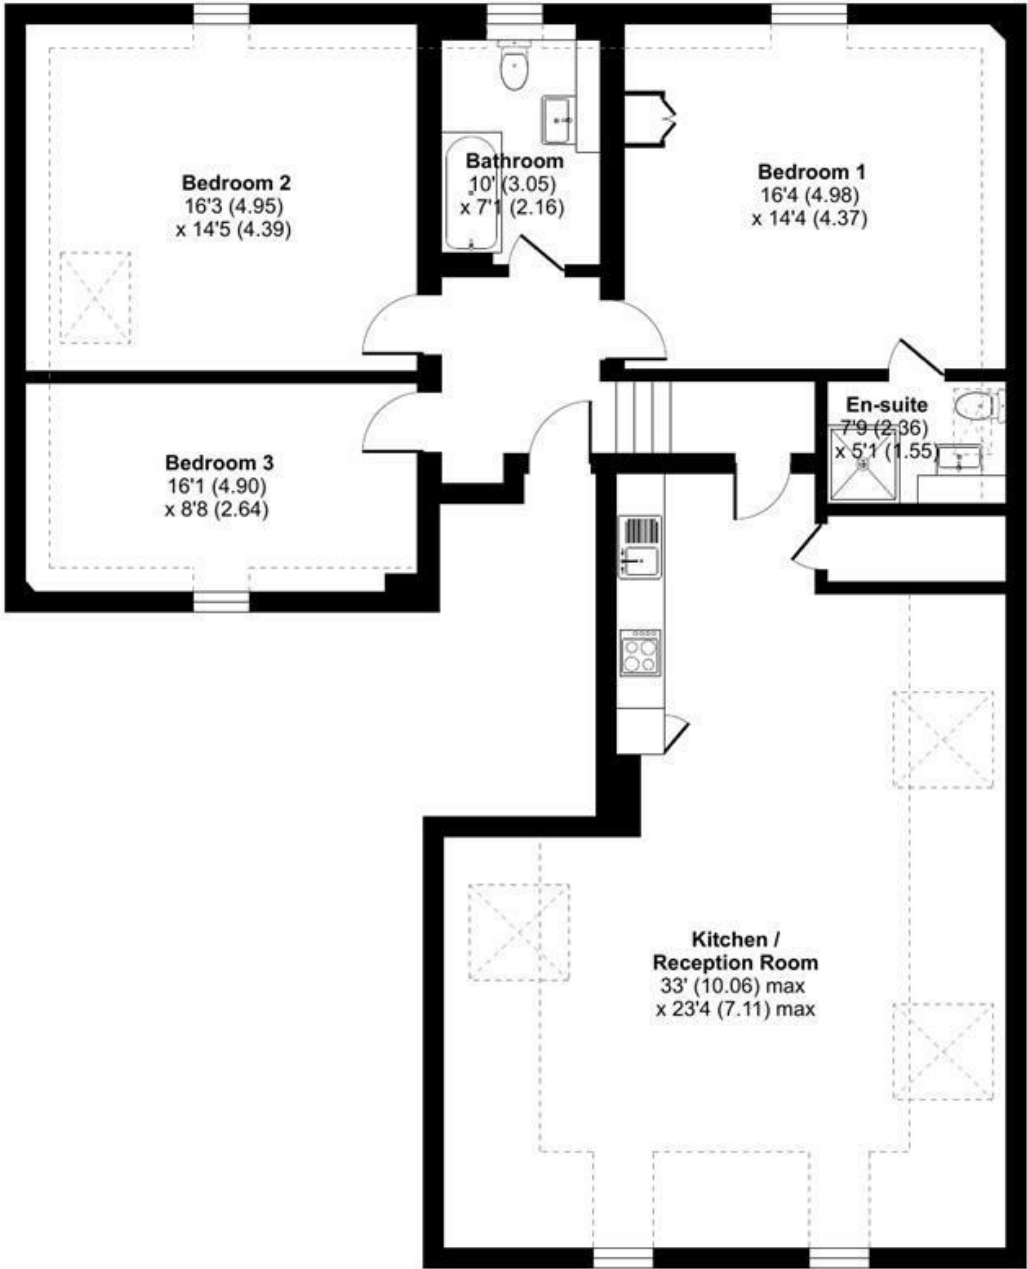 Bedroom 2
16'3 (4.95)
x 14'5 (4.39)
Bathroom
10' (3.05)
x 7'1 (2.16)
Bedroom 1
16'4 (4.98)
x 14'4 (4.37)
Bedroom 3
16'1 (4.90)
x 8'8 (2.64)
En-suite
7'9 (2.36)
x 5'1 (1.55)
Kitchen /
Reception Room
33' (10.06) max
x 23'4 (7.11) max